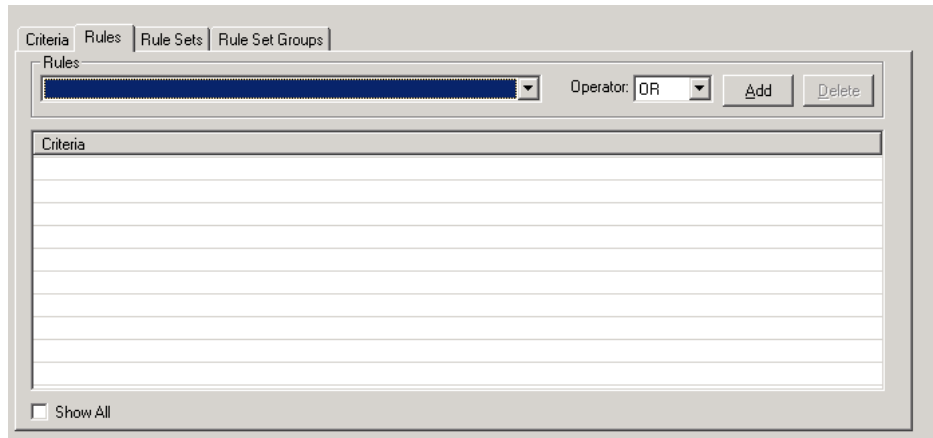 Criteria Rules Rule Sets Rule Set Groups
Rules
Operator: OR Add Delete
Criteria
Show All